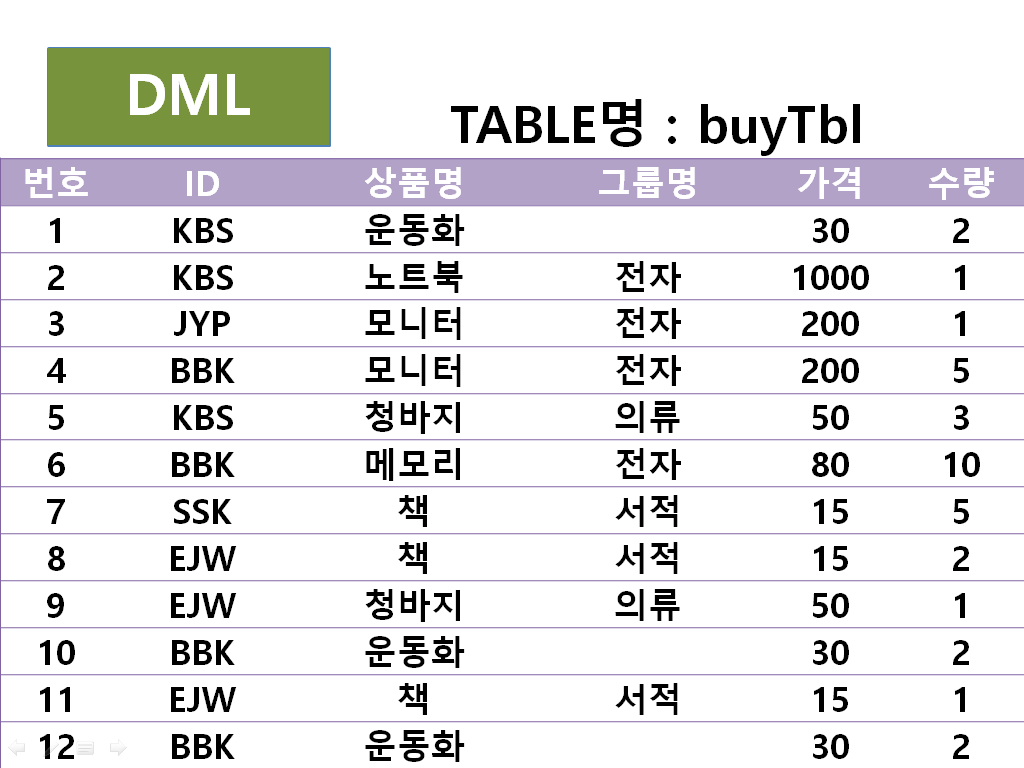 DML
TABLE명 : buyTbl
번호 ID 상품명 그룹명 가격 수량
1 KBS 운동화 30 2
2 KBS 노트북 전자 1000 1
3 JYP 모니터 전자 200 1
4 BBK 모니터 전자 200 5
5 KBS 청바지 의류 50 3
6 BBK 메모리 전자 80 10
7 SSK 책 서적 15 5
8 EJW 책 서적 15 2
9 EJW 청바지 의류 50 1
10 BBK 운동화 30 2
11 EJW 책 서적 15 1
12 BBK 운동화 30 2